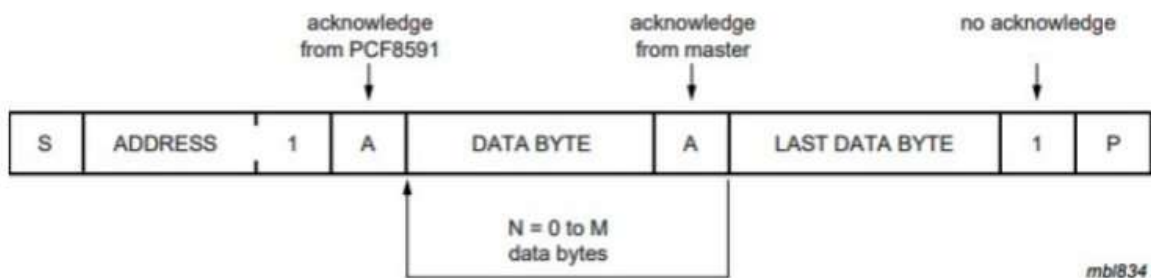 acknowledge
from PCF8591
acknowledge
from master
no acknowledge
S ADDRESS 1 A DATA BYTE A LAST DATA BYTE 1 P
N = 0 to M
data bytes
mbl834